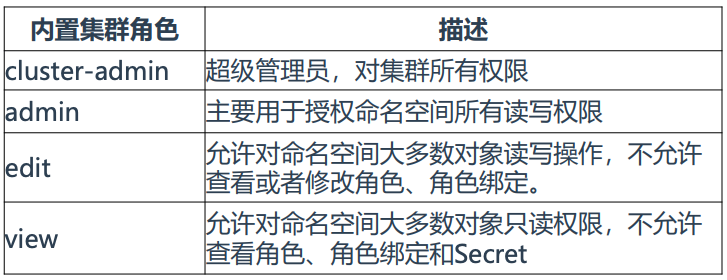 内置集群角色 描述
cluster-admin 超级管理员，对集群所有权限
admin 主要用于授权命名空间所有读写权限
edit 允许对命名空间大多数对象读写操作，不允许
查看或者修改角色、角色绑定。
view 允许对命名空间大多数对象只读权限，不允许
查看角色、角色绑定和Secret